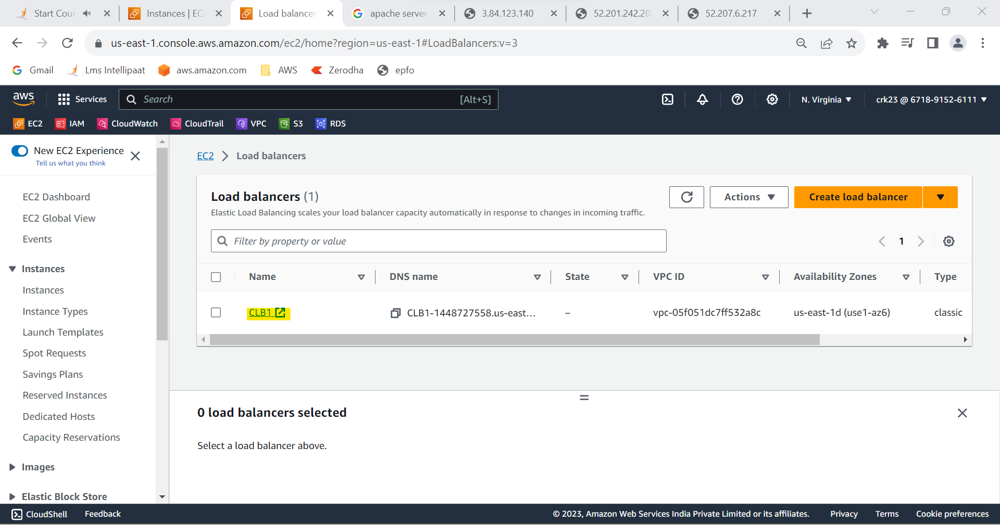 Start Cour
Instances | EC2
Load balancer
apache server
3.84.123.140
52.201.242.207
52.207.6.217
us-east-1.console.aws.amazon.com/ec2/home?region=us-east-1#LoadBalancers:v=3
Gmail
Lms Intellipaat
aws.amazon.com
AWS
Zerodha
epfo
aws
Services
Search
[Alt+S]
N. Virginia
crk23 @ 6718-9152-6111
EC2
IAM
CloudWatch
CloudTrail
VPC
S3
RDS
New EC2 Experience
Tell us what you think
EC2 Dashboard
EC2 Global View
Events
Instances
Instances
Instance Types
Launch Templates
Spot Requests
Savings Plans
Reserved Instances
Dedicated Hosts
Capacity Reservations
Images
Elastic Block Store
EC2 > Load balancers
Load balancers (1)
Elastic Load Balancing scales your load balancer capacity automatically in response to changes in incoming traffic.
Actions
Create load balancer
Filter by property or value
1
Name
DNS name
State
VPC ID
Availability Zones
Type
CLB1
CLB1-1448727558.us-east...
–
vpc-05f051dc7ff532a8c
us-east-1d (use1-az6)
classic
0 load balancers selected
Select a load balancer above.
CloudShell
Feedback
© 2023, Amazon Web Services India Private Limited or its affiliates.
Privacy
Terms
Cookie preferences